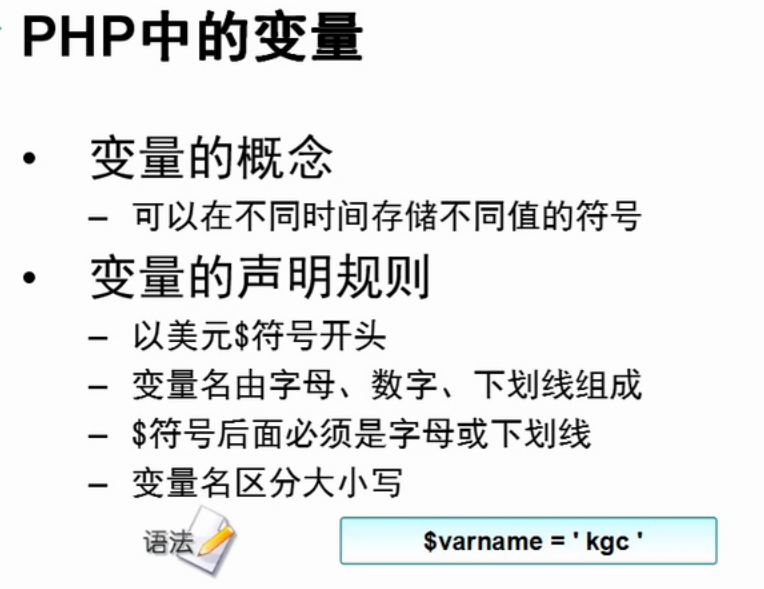 PHP中的变量
• 变量的概念
– 可以在不同时间存储不同值的符号
• 变量的声明规则
– 以美元$符号开头
– 变量名由字母、数字、下划线组成
– $符号后面必须是字母或下划线
– 变量名区分大小写
语法
$varname = ' kgc '